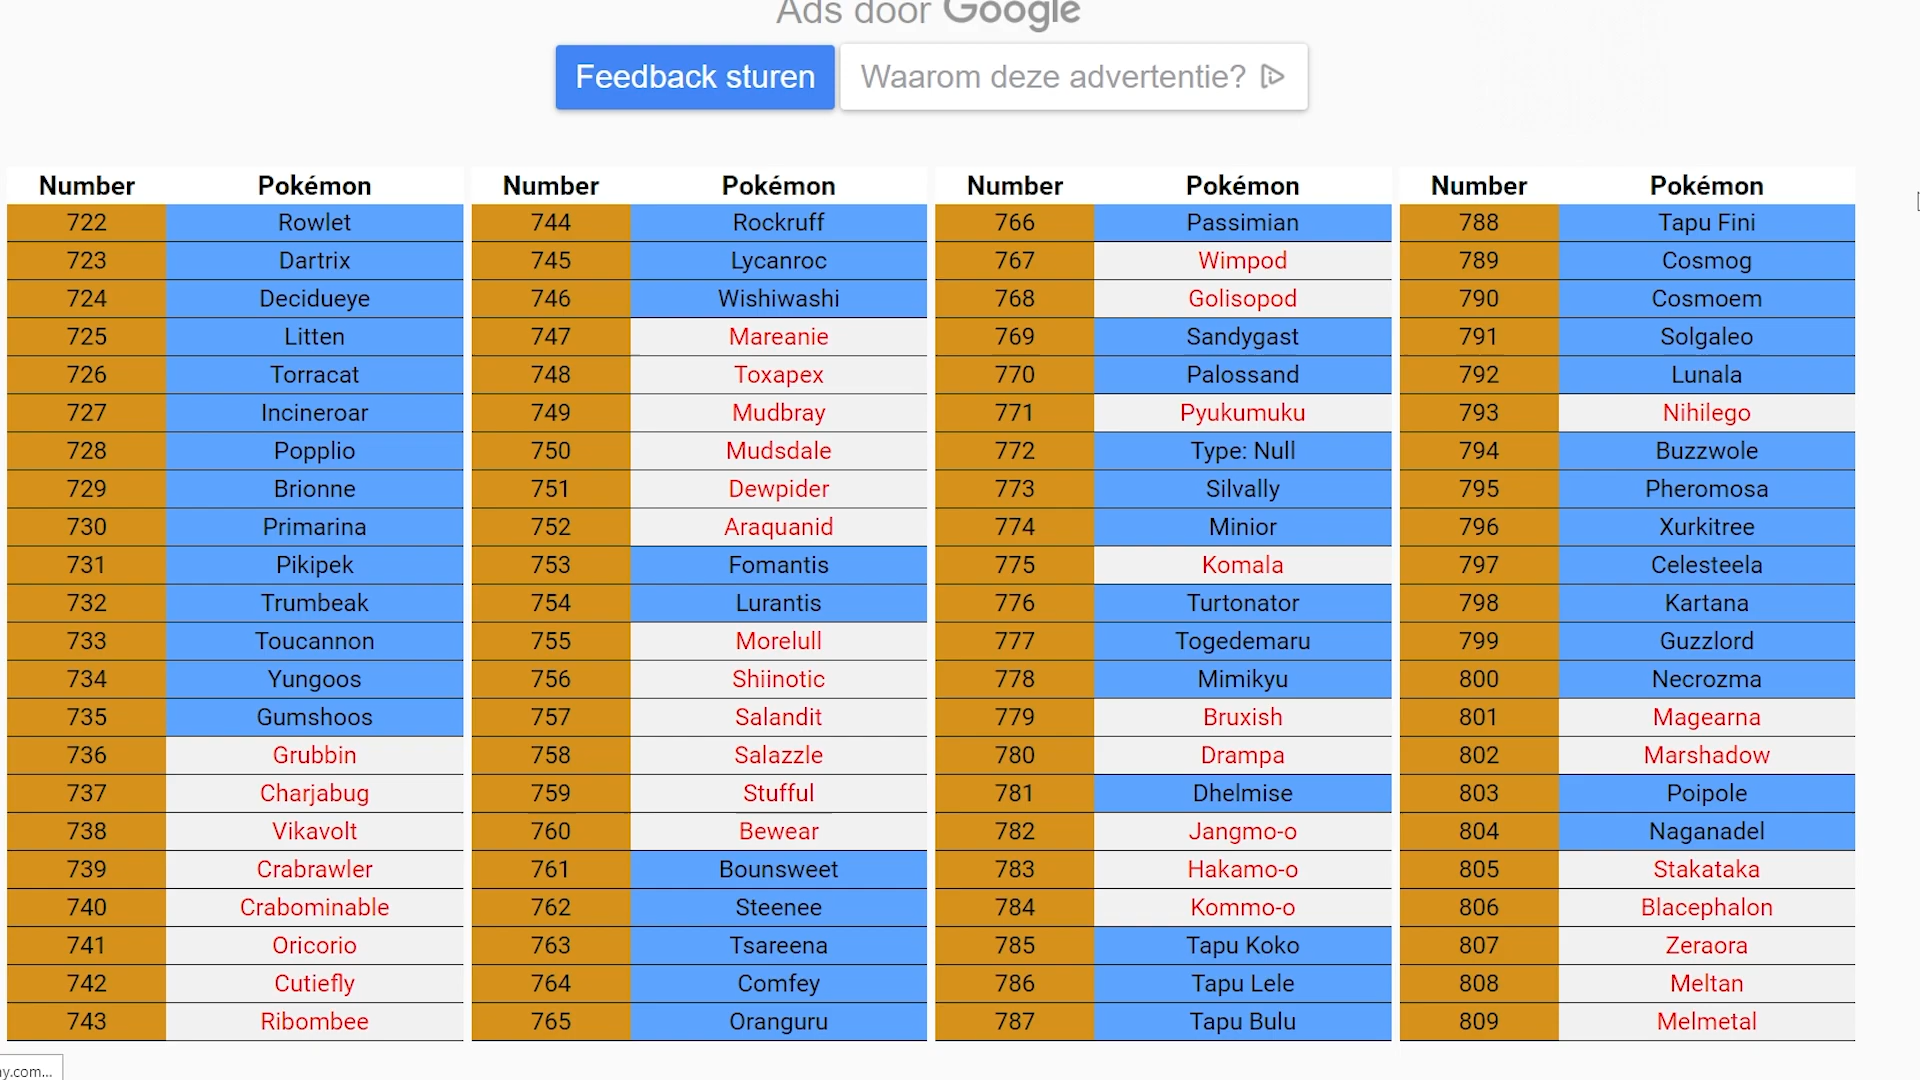 Ads door Google
Feedback sturen Waarom deze advertentie?
Number Pokémon Number Pokémon Number Pokémon Number Pokémon
722 Rowlet 744 Rockruff 766 Passimian 788 Tapu Fini
723 Dartrix 745 Lycanroc 767 Wimpod 789 Cosmog
724 Decidueye 746 Wishiwashi 768 Golisopod 790 Cosmoem
725 Litten 747 Mareanie 769 Sandygast 791 Solgaleo
726 Torracat 748 Toxapex 770 Palossand 792 Lunala
727 Incineroar 749 Mudbray 771 Pyukumuku 793 Nihilego
728 Popplio 750 Mudsdale 772 Type: Null 794 Buzzwole
729 Brionne 751 Dewpider 773 Silvally 795 Pheromosa
730 Primarina 752 Araquanid 774 Minior 796 Xurkitree
731 Pikipek 753 Fomantis 775 Komala 797 Celesteela
732 Trumbeak 754 Lurantis 776 Turtonator 798 Kartana
733 Toucannon 755 Morelull 777 Togedemaru 799 Guzzlord
734 Yungoos 756 Shiinotic 778 Mimikyu 800 Necrozma
735 Gumshoos 757 Salandit 779 Bruxish 801 Magearna
736 Grubbin 758 Salazzle 780 Drampa 802 Marshadow
737 Charjabug 759 Stufful 781 Dhelmise 803 Poipole
738 Vikavolt 760 Bewear 782 Jangmo-o 804 Naganadel
739 Crabrawler 761 Bounsweet 783 Hakamo-o 805 Stakataka
740 Crabominable 762 Steenee 784 Kommo-o 806 Blacephalon
741 Oricorio 763 Tsareena 785 Tapu Koko 807 Zeraora
742 Cutiefly 764 Comfey 786 Tapu Lele 808 Meltan
743 Ribombee 765 Oranguru 787 Tapu Bulu 809 Melmetal
y.com...